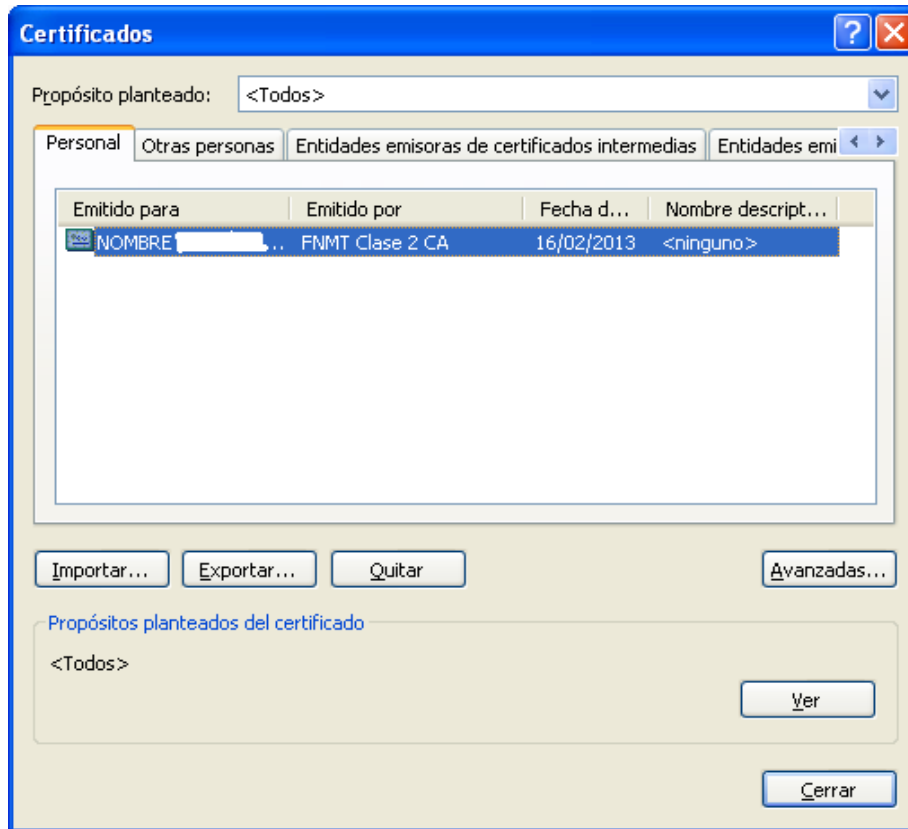 Certificados
Propósito planteado: <Todos>
Personal Otras personas Entidades emisoras de certificados intermedias Entidades emi
Emitido para Emitido por Fecha d... Nombre descript...
NOMBRE ... FNMT Clase 2 CA 16/02/2013 <ninguno>
Importar... Exportar... Quitar Avanzadas...
Propósitos planteados del certificado
<Todos>
Ver
Cerrar